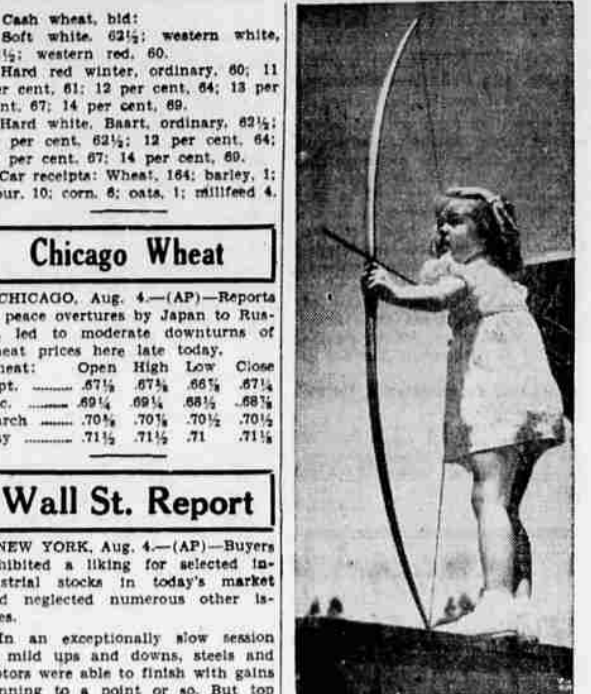 Cash wheat, bid:
Soft white, 62½; western white,
½; western red, 60.
Hard red winter, ordinary, 60; 11
er cent, 61; 12 per cent, 64; 13 per
nt, 67; 14 per cent, 69.
Hard white, Baart, ordinary, 62½;
per cent, 62½; 12 per cent, 64;
per cent, 67; 14 per cent, 69.
Car receipts: Wheat, 164; barley, 1;
our, 10; corn, 6; oats, 1; millfeed 4.
Chicago Wheat
CHICAGO, Aug. 4.—(AP)—Reports
peace overtures by Japan to Rus-
led to moderate downturns of
eat prices here late today.
heat: Open High Low Close
pt. .67⅛ .67⅜ .66⅞ .67¼
c. .69¼ .69¼ .68½ .68⅞
arch .70⅝ .70⅞ .70½ .70½
ay .71½ .71½ .71 .71⅛
Wall St. Report
NEW YORK, Aug. 4.—(AP)—Buyers
hibited a liking for selected in-
strial stocks in today's market
d neglected numerous other is-
es.
In an exceptionally slow session
mild ups and downs, steels and
otors were able to finish with gains
nning to a point or so. But top